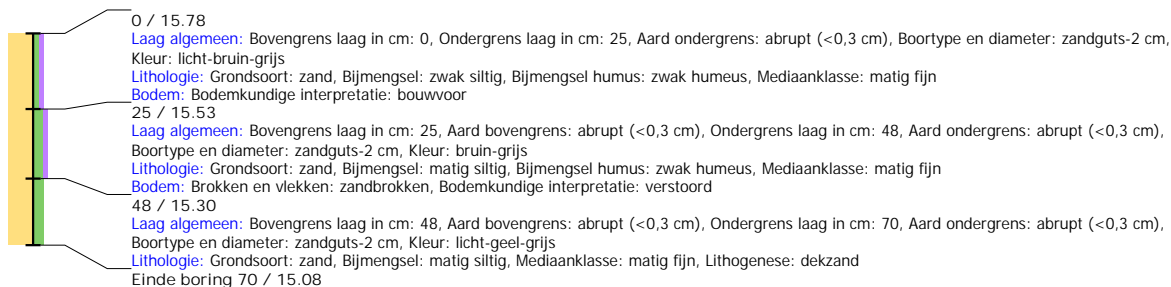 0 / 15.78
Laag algemeen: Bovengrens laag in cm: 0, Ondergrens laag in cm: 25, Aard ondergrens: abrupt (<0,3 cm), Boortype en diameter: zandguts-2 cm,
Kleur: licht-bruin-grijs
Lithologie: Grondsoort: zand, Bijmengsel: zwak siltig, Bijmengsel humus: zwak humeus, Mediaanklasse: matig fijn
Bodem: Bodemkundige interpretatie: bouwvoor
25 / 15.53
Laag algemeen: Bovengrens laag in cm: 25, Aard bovengrens: abrupt (<0,3 cm), Ondergrens laag in cm: 48, Aard ondergrens: abrupt (<0,3 cm),
Boortype en diameter: zandguts-2 cm, Kleur: bruin-grijs
Lithologie: Grondsoort: zand, Bijmengsel: matig siltig, Bijmengsel humus: zwak humeus, Mediaanklasse: matig fijn
Bodem: Brokken en vlekken: zandbrokken, Bodemkundige interpretatie: verstoord
48 / 15.30
Laag algemeen: Bovengrens laag in cm: 48, Aard bovengrens: abrupt (<0,3 cm), Ondergrens laag in cm: 70, Aard ondergrens: abrupt (<0,3 cm),
Boortype en diameter: zandguts-2 cm, Kleur: licht-geel-grijs
Lithologie: Grondsoort: zand, Bijmengsel: matig siltig, Mediaanklasse: matig fijn, Lithogenese: dekzand
Einde boring 70 / 15.08